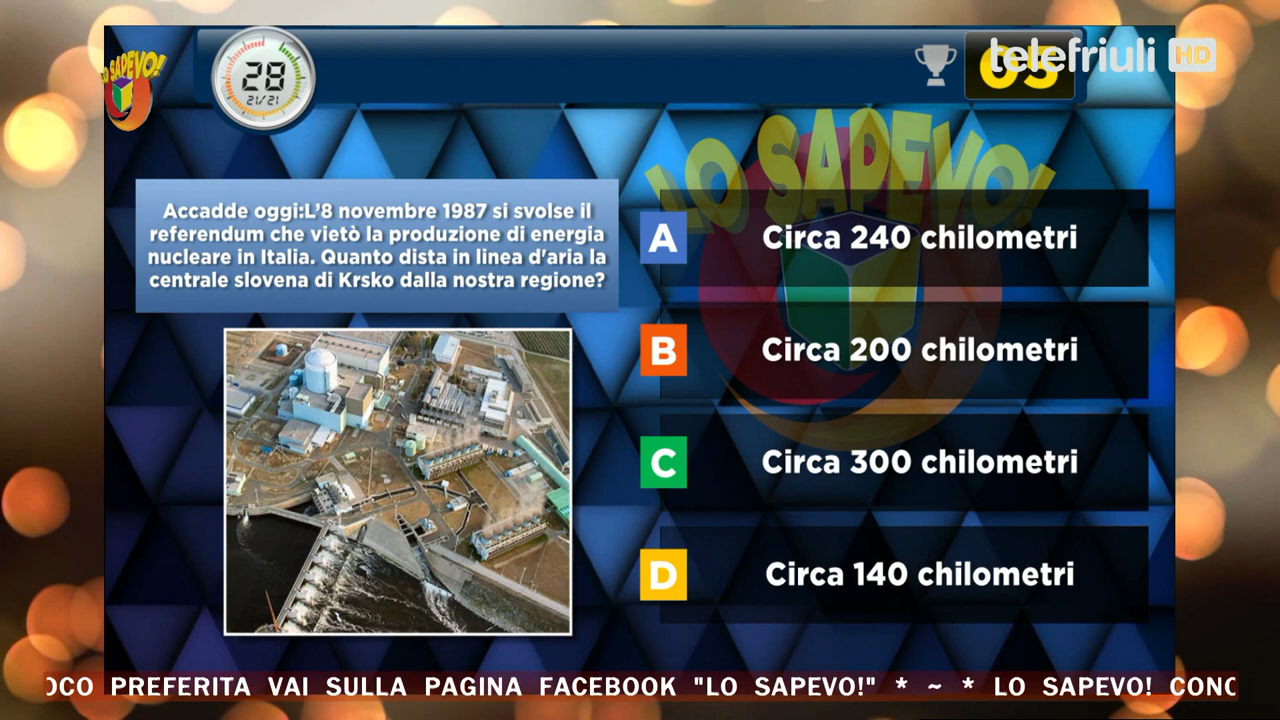 LO SAPEVO!
28
21/21
05
telefriuli HD
LO SAPEVO!
Accadde oggi:L'8 novembre 1987 si svolse il
referendum che vietò la produzione di energia
nucleare in Italia. Quanto dista in linea d'aria la
centrale slovena di Krsko dalla nostra regione?
A Circa 240 chilometri
B Circa 200 chilometri
C Circa 300 chilometri
D Circa 140 chilometri
OCO PREFERITA VAI SULLA PAGINA FACEBOOK "LO SAPEVO!" * ~ * LO SAPEVO! CONC